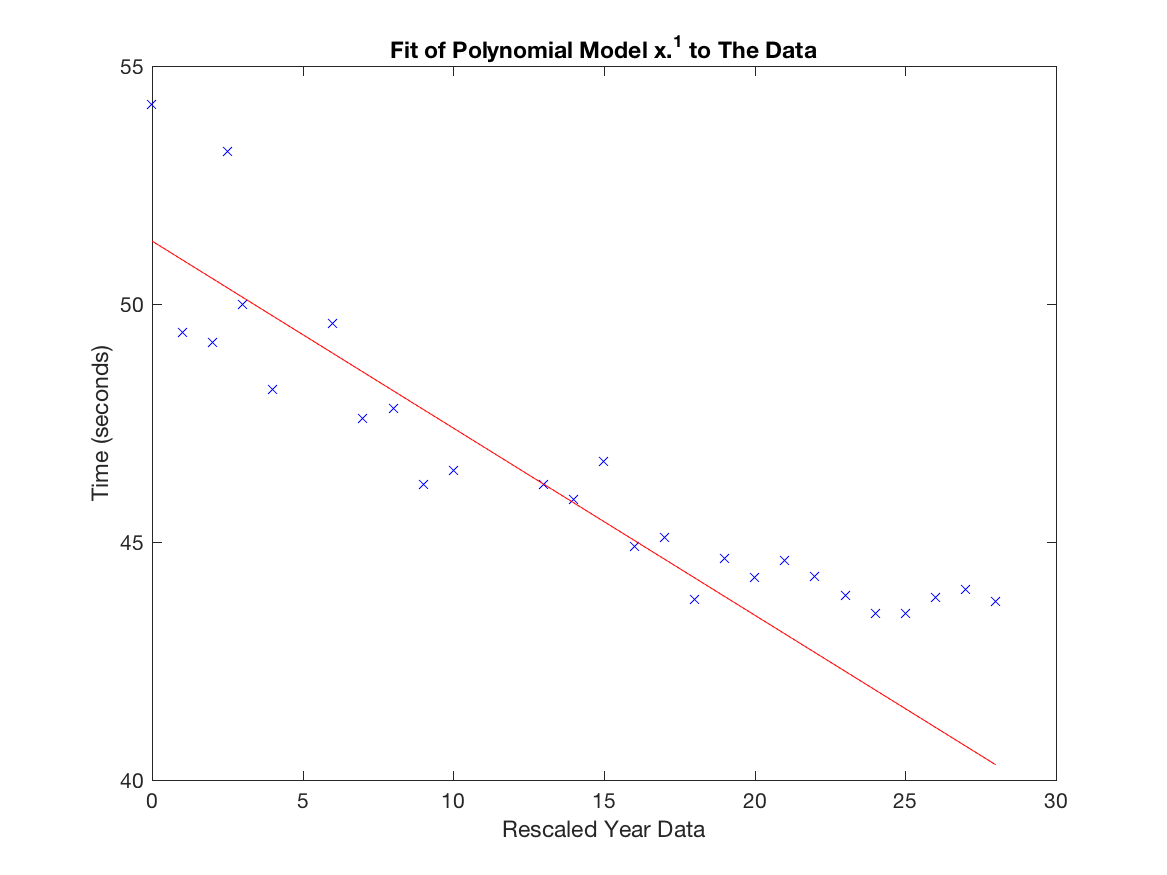 Fit of Polynomial Model x.¹ to The Data
55
50
45
40
Time (seconds)
0 5 10 15 20 25 30
Rescaled Year Data